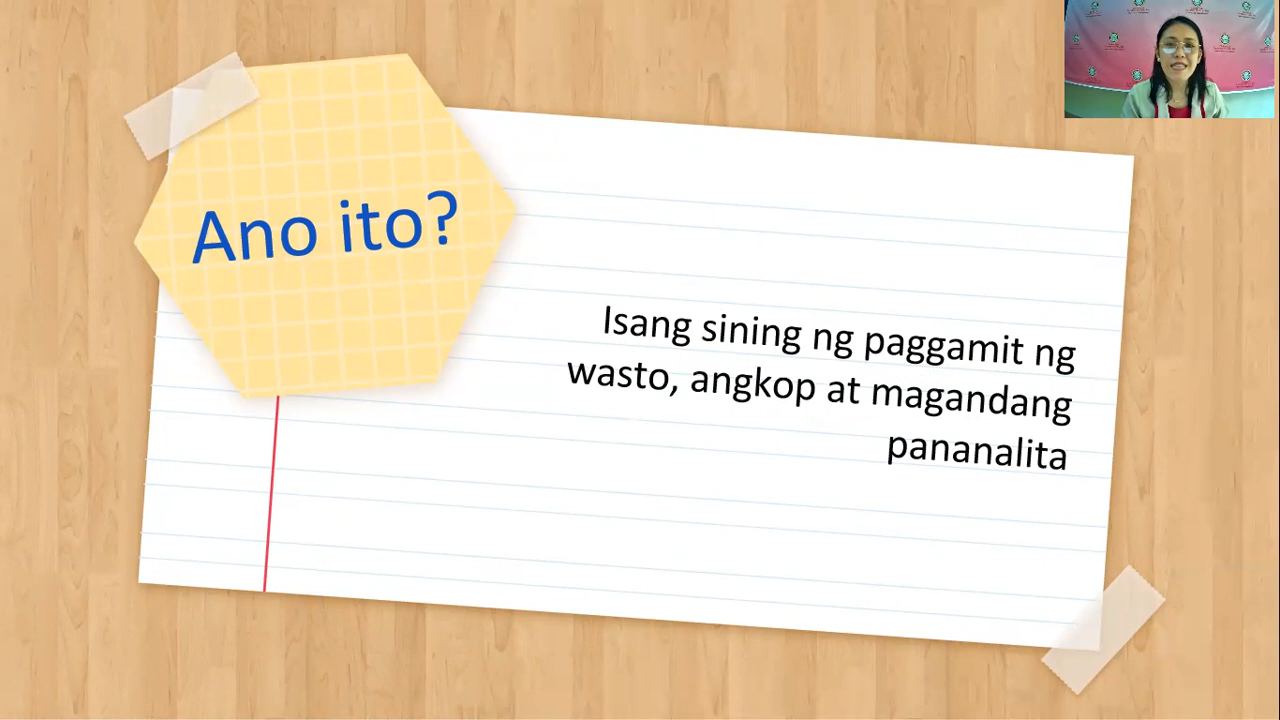 Ano ito?
Isang sining ng paggamit ng
wasto, angkop at magandang
pananalita